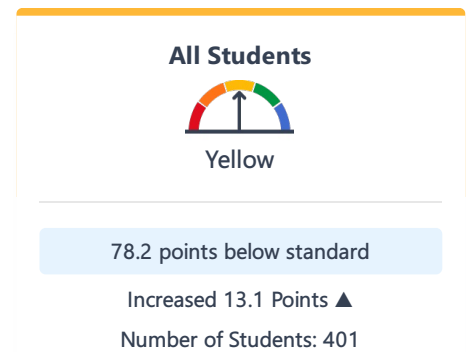 All Students
Yellow
78.2 points below standard
Increased 13.1 Points ▲
Number of Students: 401